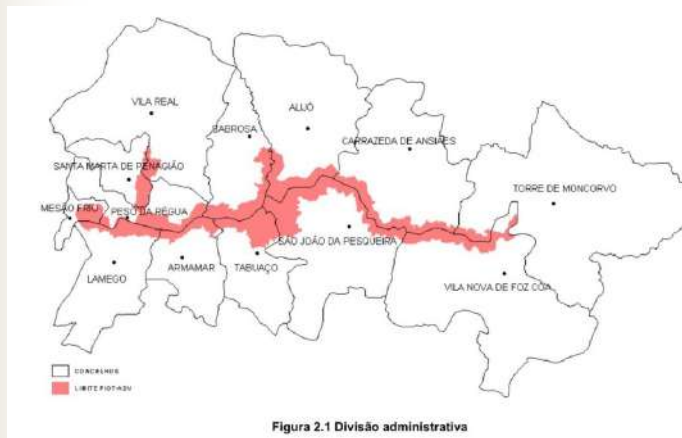 VILA REAL
ALIJÓ
SABROSA
CARRAZEDA DE ANSIÃES
SANTA MARTA DE PENAGIÃO
TORRE DE MONCORVO
MESÃO FRIO
PESO DA RÉGUA
SÃO JOÃO DA PESQUEIRA
LAMEGO
ARMAMAR
TABUAÇO
VILA NOVA DE FOZ COA
CONCELHOS
LIMITE PIOT-ADV
Figura 2.1 Divisão administrativa